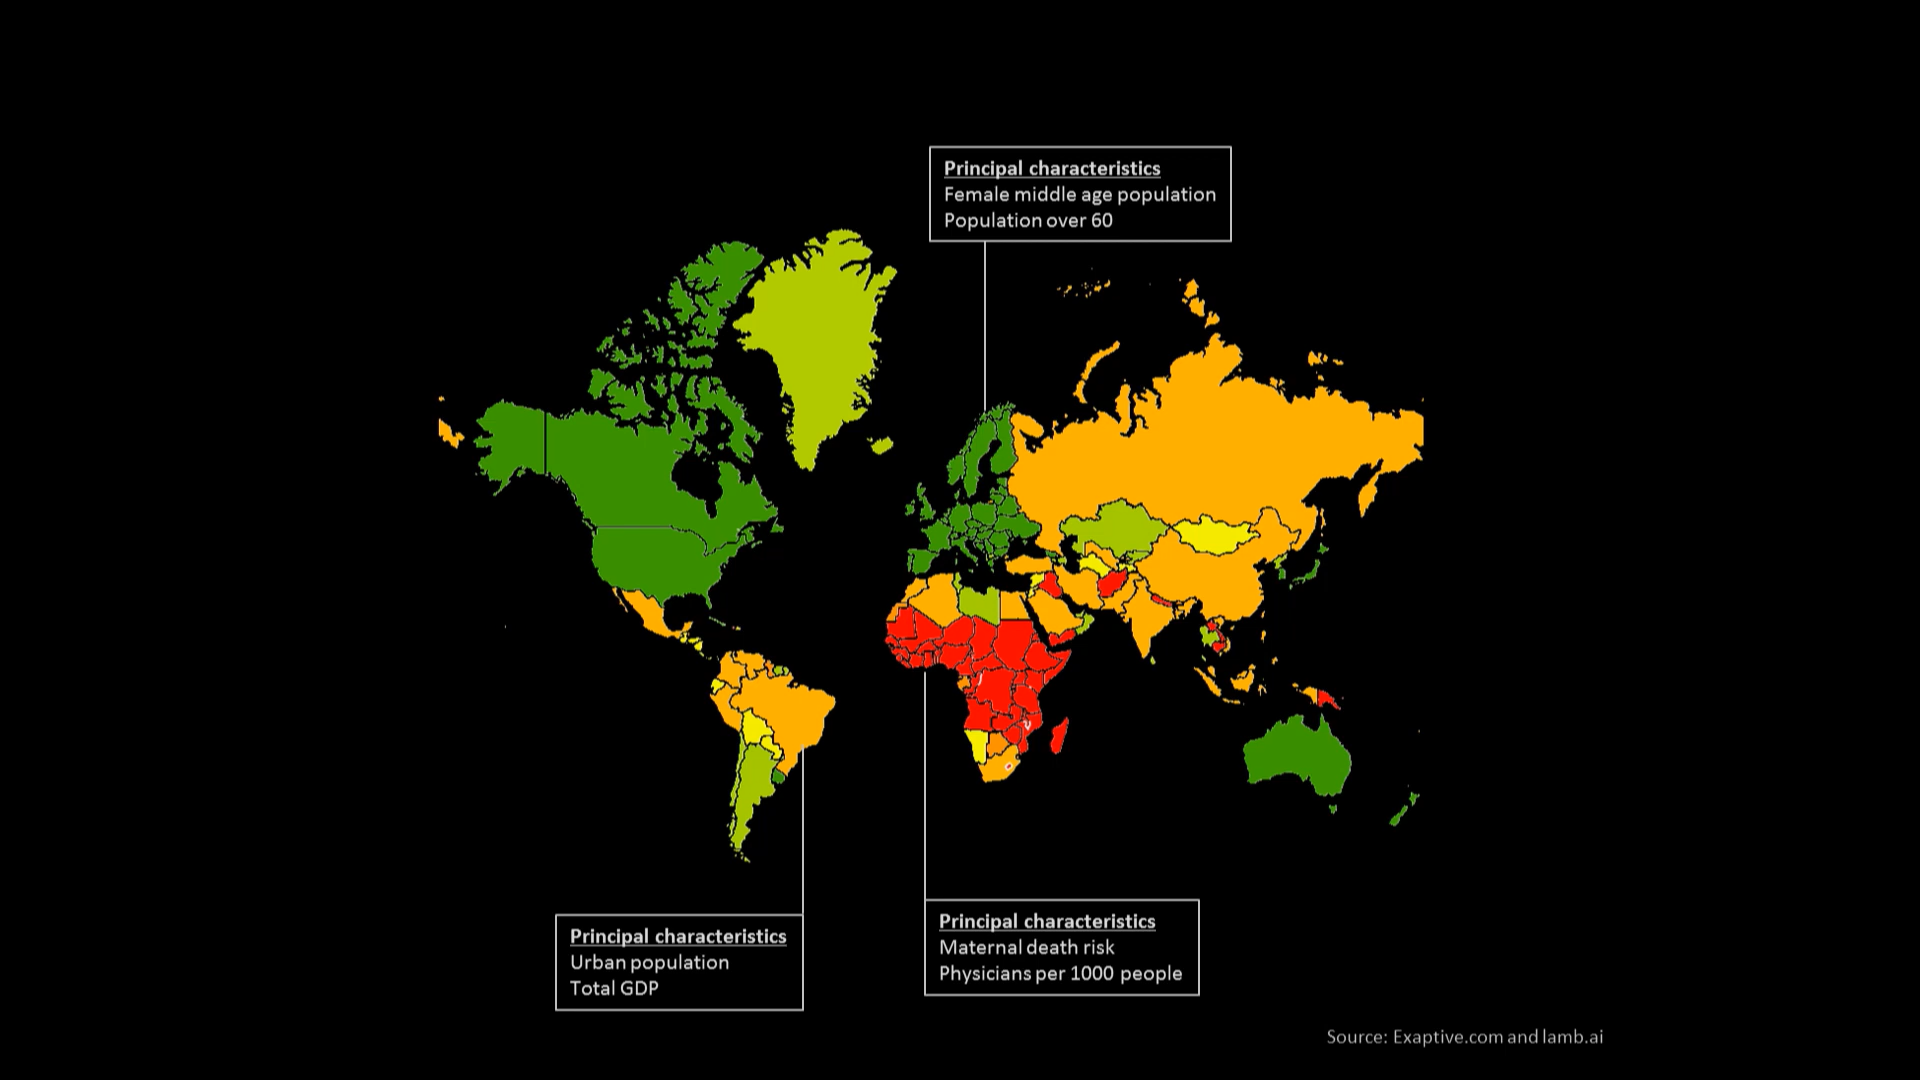 Principal characteristics
Female middle age population
Population over 60
Principal characteristics
Urban population
Total GDP
Principal characteristics
Maternal death risk
Physicians per 1000 people
Source: Exaptive.com and lamb.ai